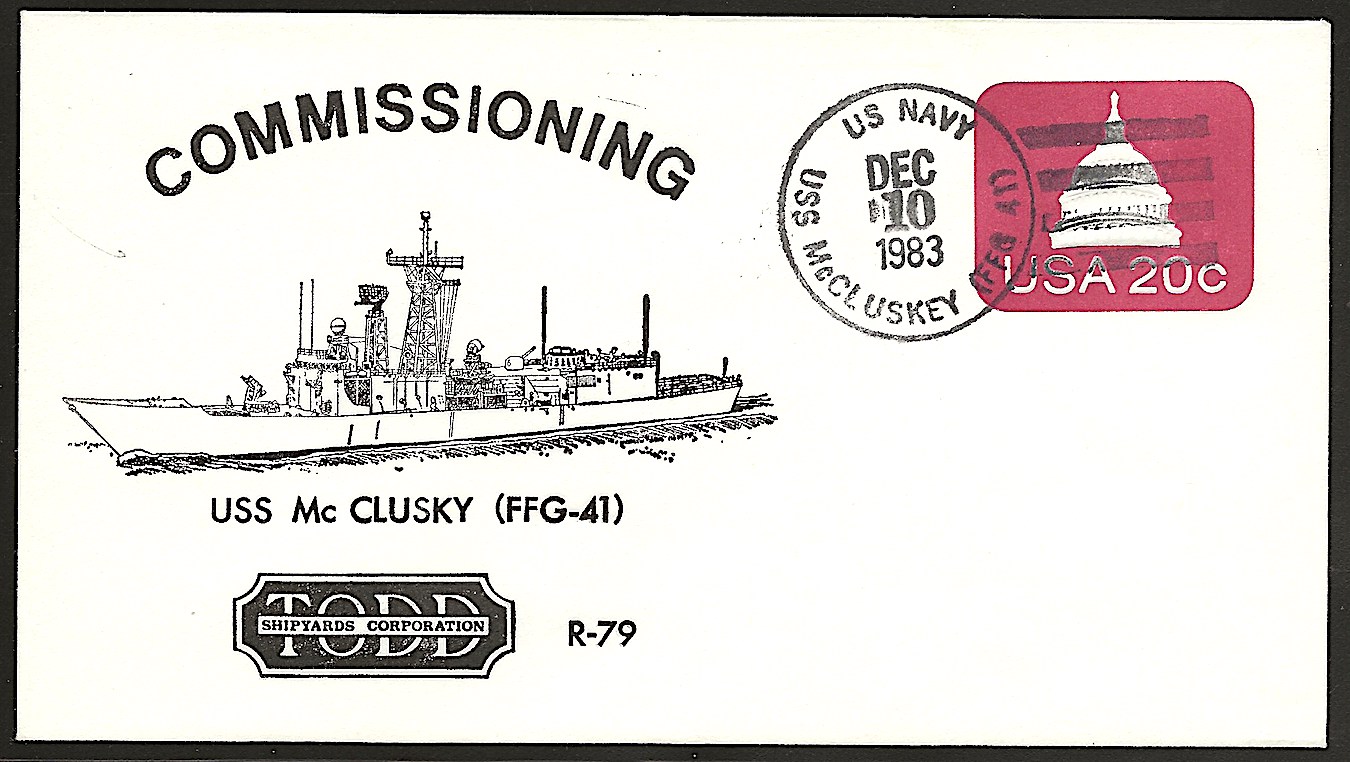 COMMISSIONING
US NAVY
DEC
10
1983
USS McCLUSKEY (FFG 41)
USA 20c
USS Mc CLUSKY (FFG-41)
TODD
SHIPYARDS CORPORATION
R-79